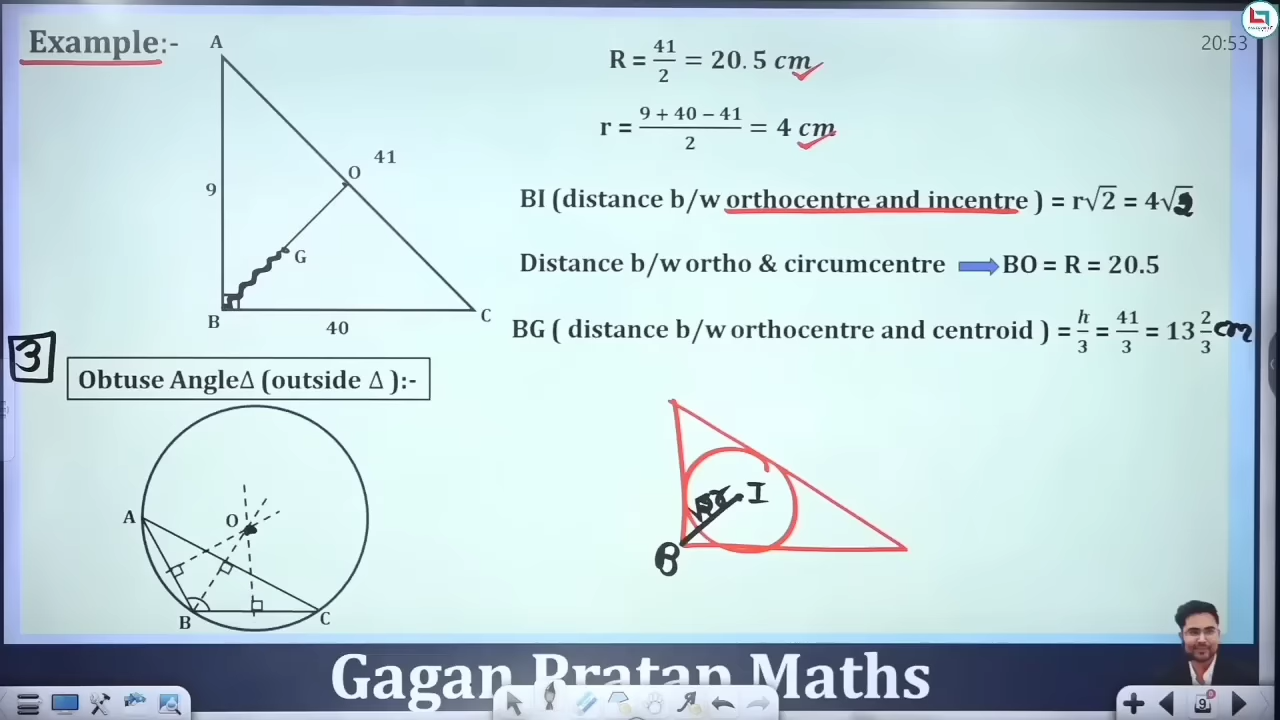 Example:-
20:53
A
R = 41/2 = 20.5 cm
r = (9 + 40 − 41)/2 = 4 cm
41
O
9
BI (distance b/w orthocentre and incentre ) = r√2 = 4√2
G
Distance b/w ortho & circumcentre ➡ BO = R = 20.5
B
C
40
BG ( distance b/w orthocentre and centroid ) = h/3 = 41/3 = 13 2/3 cm
3
Obtuse AngleΔ (outside Δ ):-
A
O
B
C
I
B
Gagan Pratap Maths
9